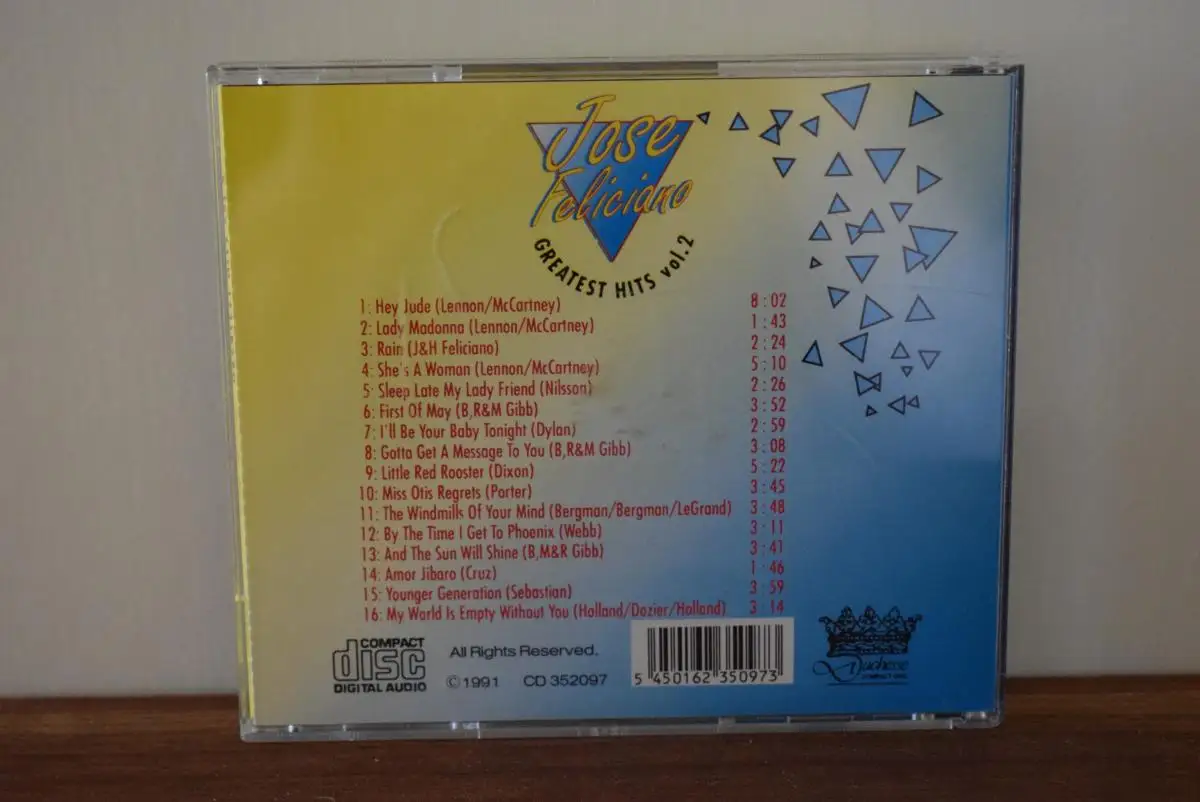 Jose
Feliciano
GREATEST HITS vol.2
1: Hey Jude (Lennon/McCartney) 8:02
2: Lady Madonna (Lennon/McCartney) 1:43
3: Rain (J&H Feliciano) 2:24
4: She's A Woman (Lennon/McCartney) 5:10
5: Sleep Late My Lady Friend (Nilsson) 2:26
6: First Of May (B,R&M Gibb) 3:52
7: I'll Be Your Baby Tonight (Dylan) 2:59
8: Gotta Get A Message To You (B,R&M Gibb) 3:08
9: Little Red Rooster (Dixon) 5:22
10: Miss Otis Regrets (Porter) 3:45
11: The Windmills Of Your Mind (Bergman/Bergman/LeGrand) 3:48
12: By The Time I Get To Phoenix (Webb) 3:11
13: And The Sun Will Shine (B,M&R Gibb) 3:41
14: Amor Jibaro (Cruz) 1:46
15: Younger Generation (Sebastian) 3:59
16: My World Is Empty Without You (Holland/Dozier/Holland) 3:14
COMPACT
disc
DIGITAL AUDIO
All Rights Reserved.
©1991 CD 352097
5 450162 350973
Duchesse
COMPACT DISC